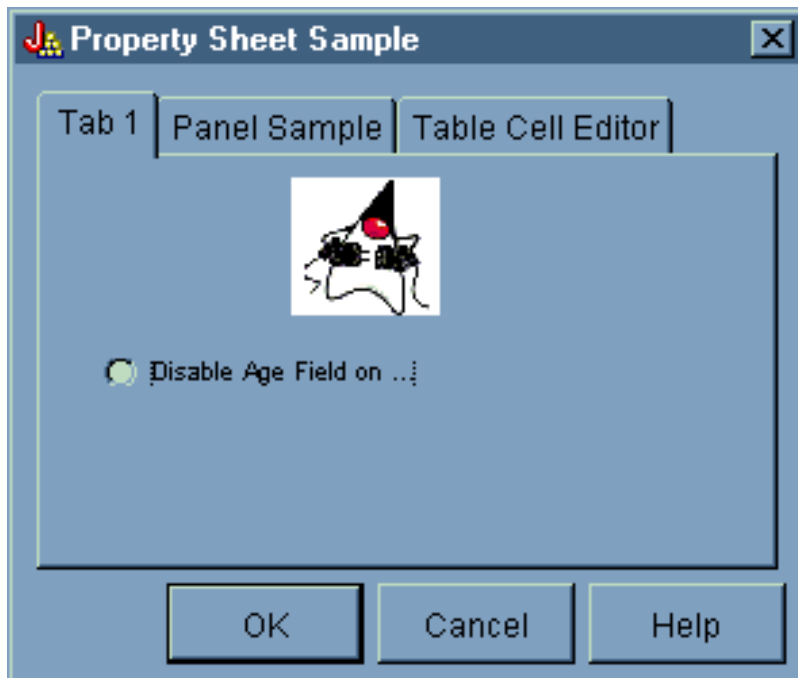 Property Sheet Sample
Tab 1 Panel Sample Table Cell Editor
Disable Age Field on ...
OK Cancel Help